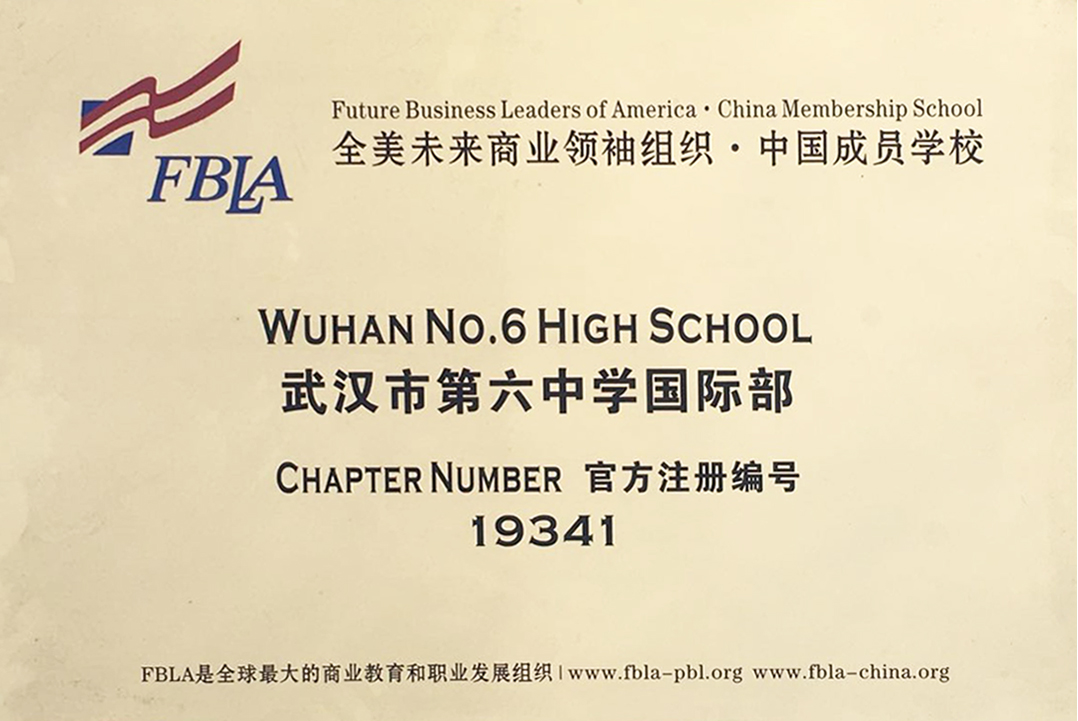 Future Business Leaders of America · China Membership School
全美未来商业领袖组织·中国成员学校
FBLA
WUHAN NO.6 HIGH SCHOOL
武汉市第六中学国际部
CHAPTER NUMBER 官方注册编号
19341
FBLA是全球最大的商业教育和职业发展组织 | www.fbla-pbl.org www.fbla-china.org